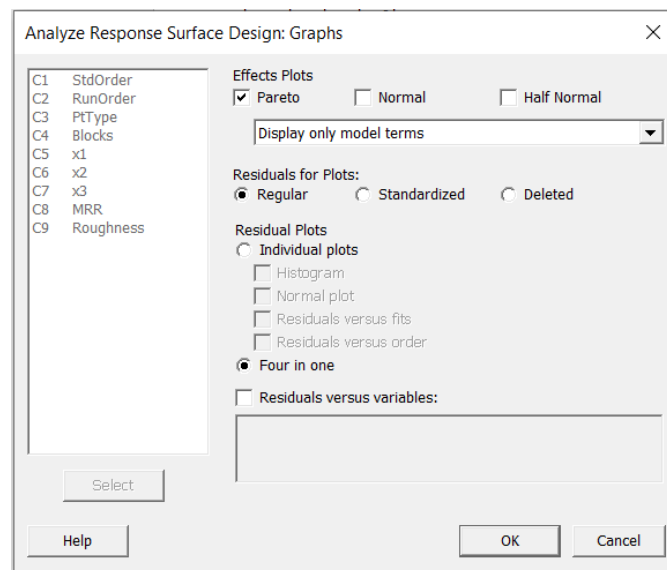 Analyze Response Surface Design: Graphs
C1 StdOrder
C2 RunOrder
C3 PtType
C4 Blocks
C5 x1
C6 x2
C7 x3
C8 MRR
C9 Roughness
Select
Effects Plots
Pareto Normal Half Normal
Display only model terms
Residuals for Plots:
Regular Standardized Deleted
Residual Plots
Individual plots
Histogram
Normal plot
Residuals versus fits
Residuals versus order
Four in one
Residuals versus variables:
Help OK Cancel